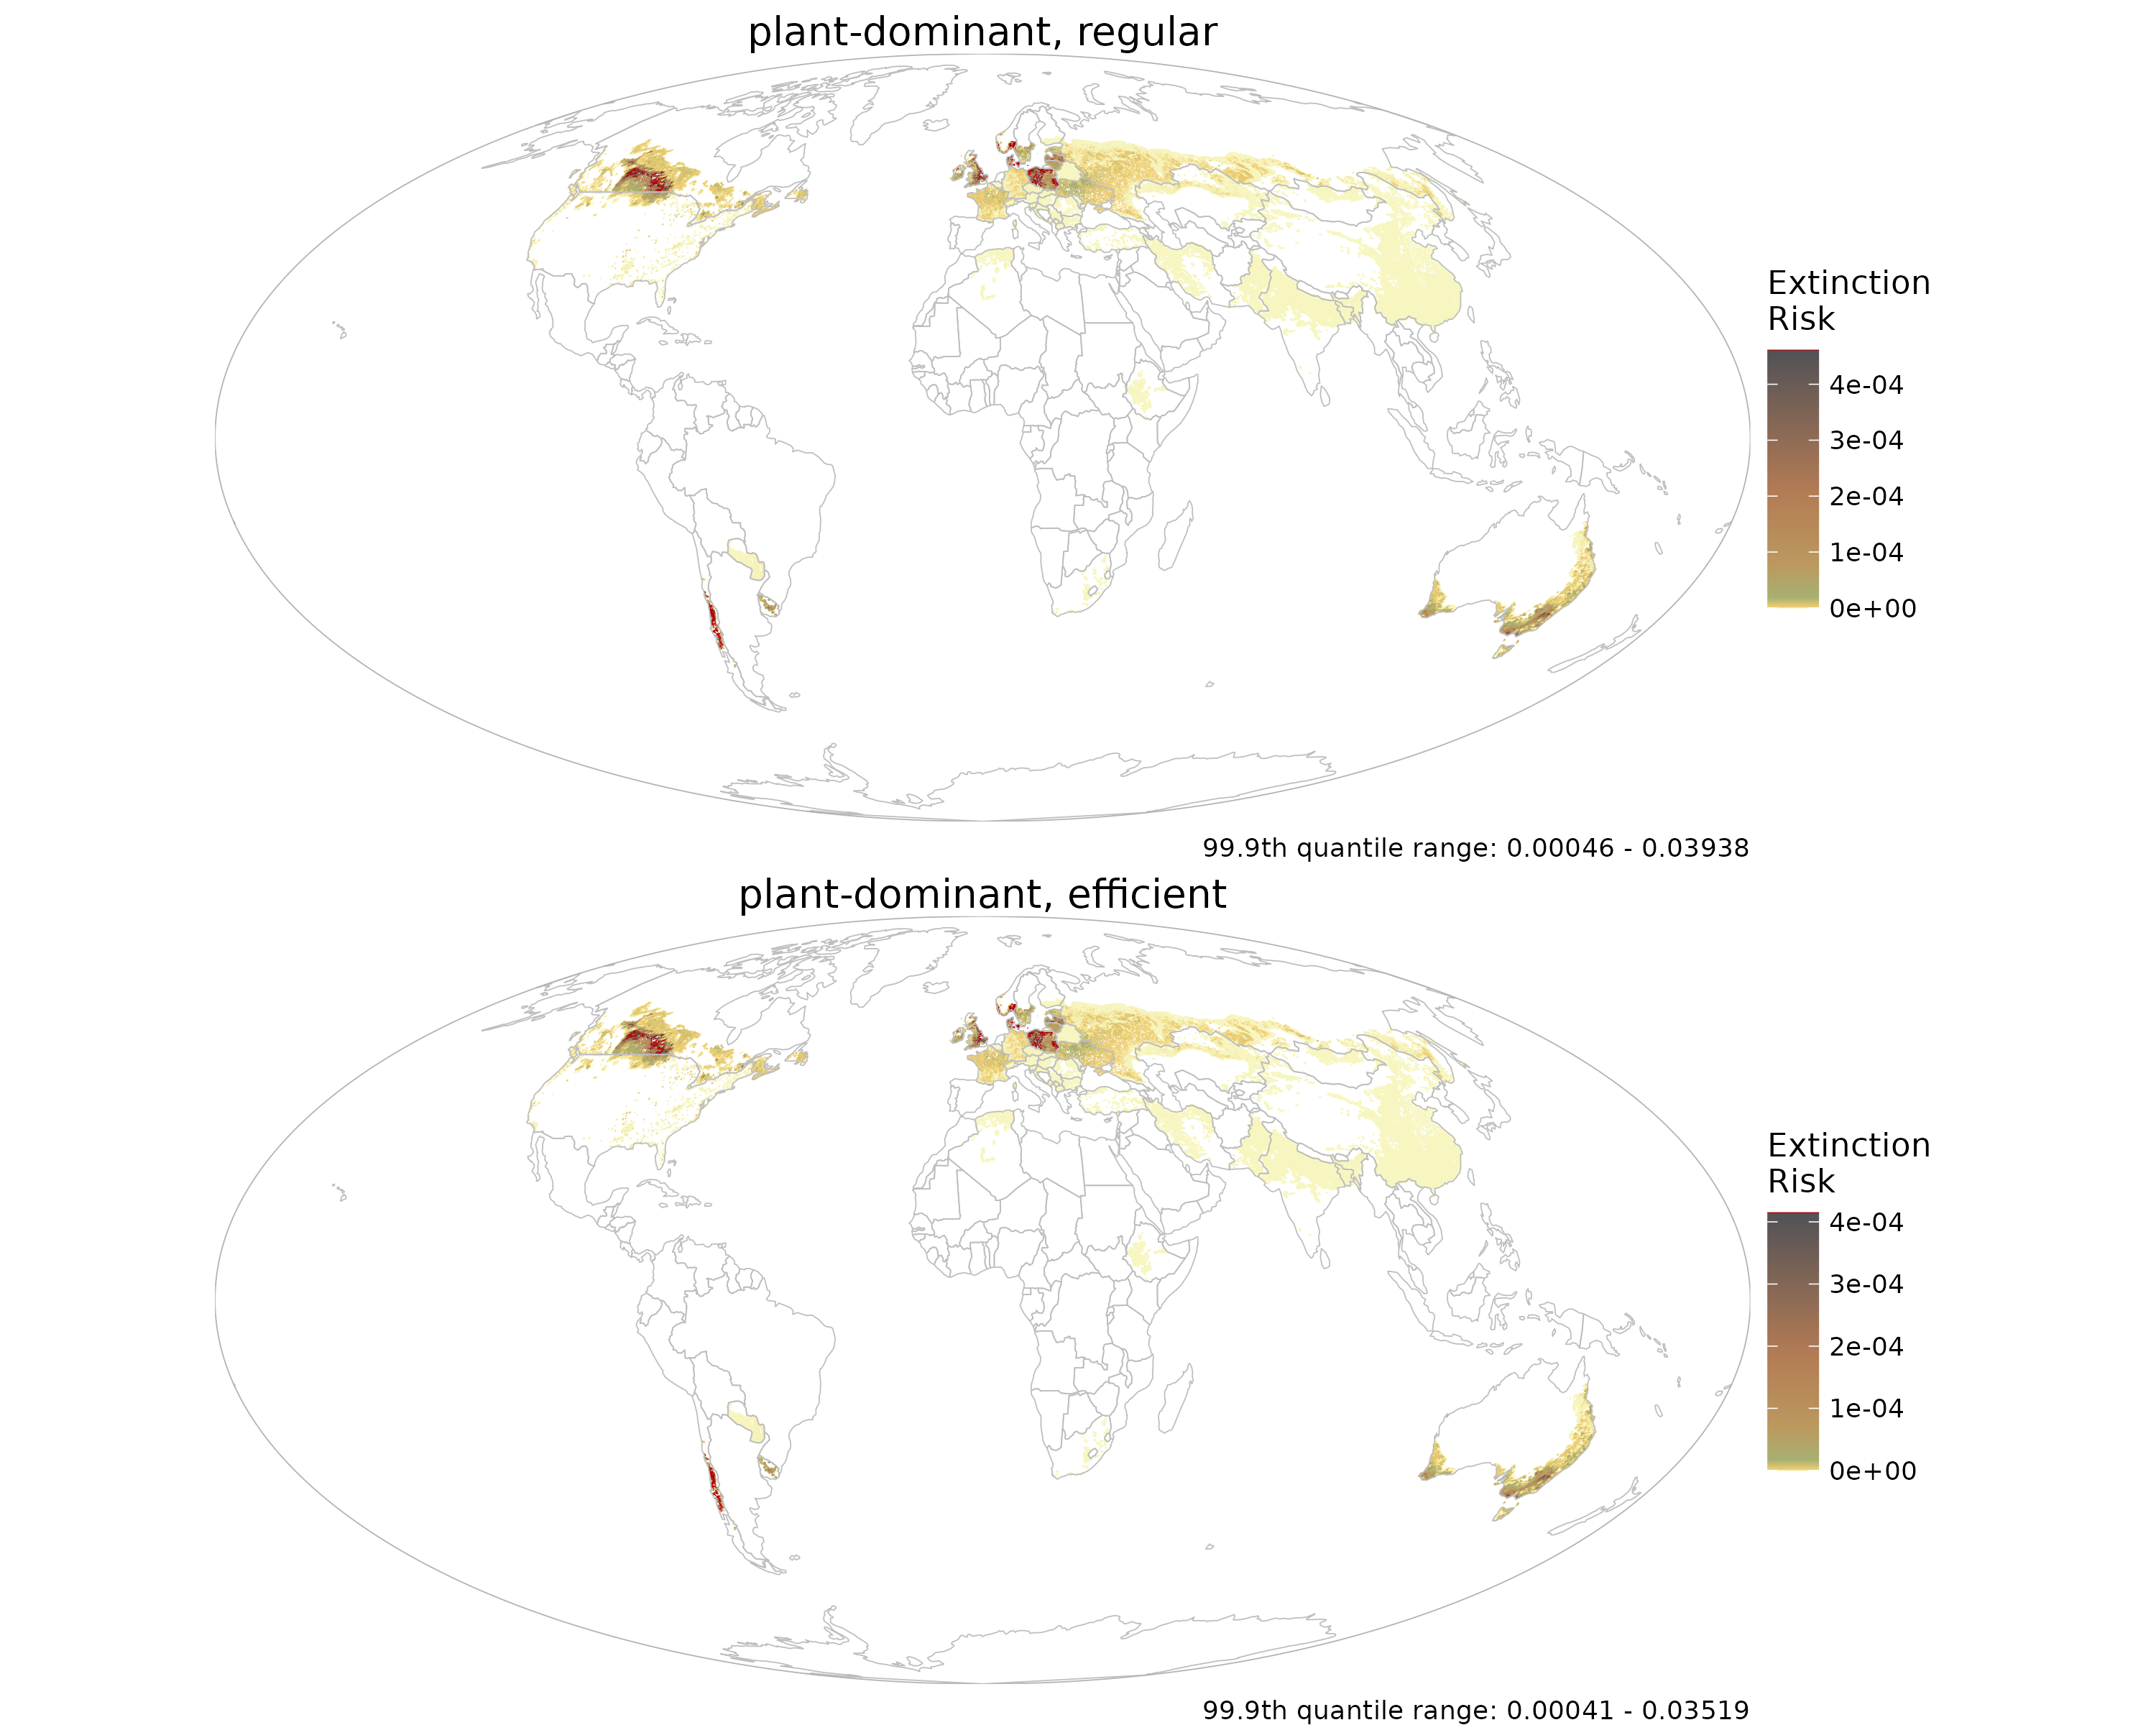 plant-dominant, regular
Extinction
Risk
4e-04
3e-04
2e-04
1e-04
0e+00
99.9th quantile range: 0.00046 - 0.03938
plant-dominant, efficient
Extinction
Risk
4e-04
3e-04
2e-04
1e-04
0e+00
99.9th quantile range: 0.00041 - 0.03519